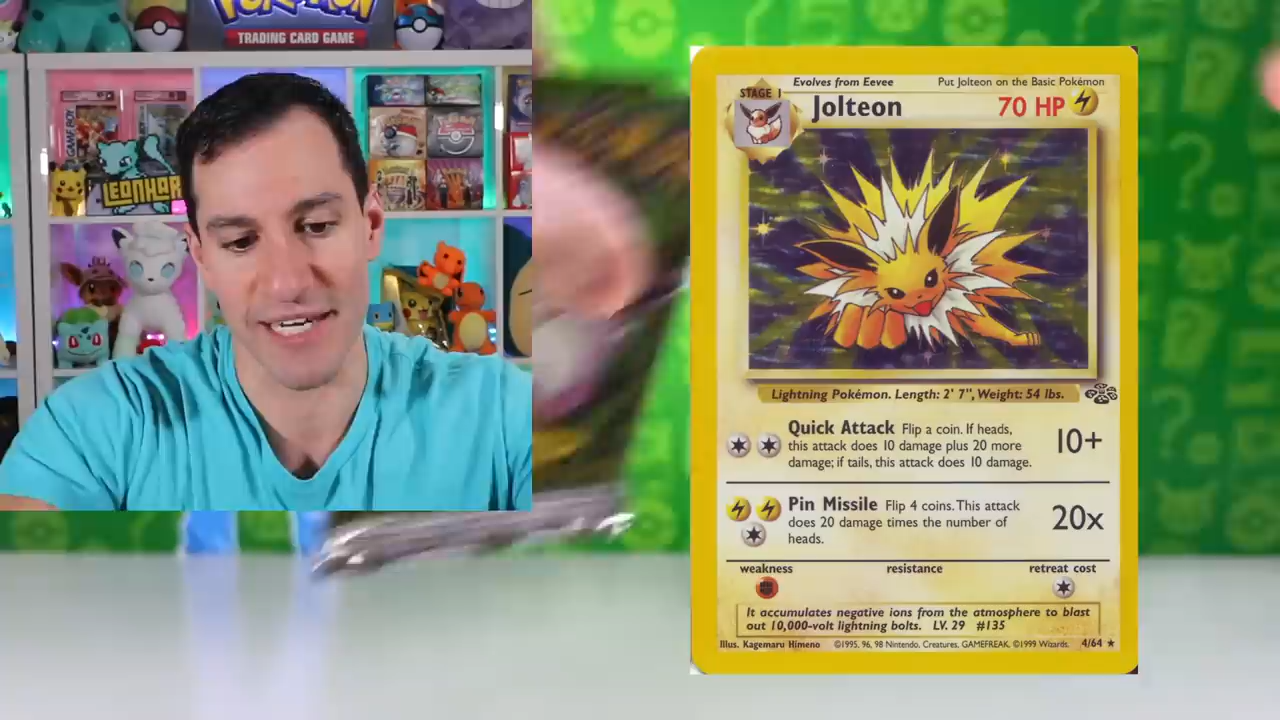 POKÉMON
TRADING CARD GAME
GAME BOY
LEONHAR
STAGE 1
Evolves from Eevee
Put Jolteon on the Basic Pokémon
Jolteon
70 HP
Lightning Pokémon. Length: 2' 7", Weight: 54 lbs.
Quick Attack Flip a coin. If heads,
this attack does 10 damage plus 20 more
damage; if tails, this attack does 10 damage.
10+
Pin Missile Flip 4 coins. This attack
does 20 damage times the number of
heads.
20x
weakness
resistance
retreat cost
It accumulates negative ions from the atmosphere to blast
out 10,000-volt lightning bolts. LV. 29 #135
Illus. Kagemaru Himeno
©1995, 96, 98 Nintendo, Creatures, GAMEFREAK. ©1999 Wizards.
4/64 ★